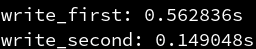 write_first: 0.562836s
write_second: 0.149048s